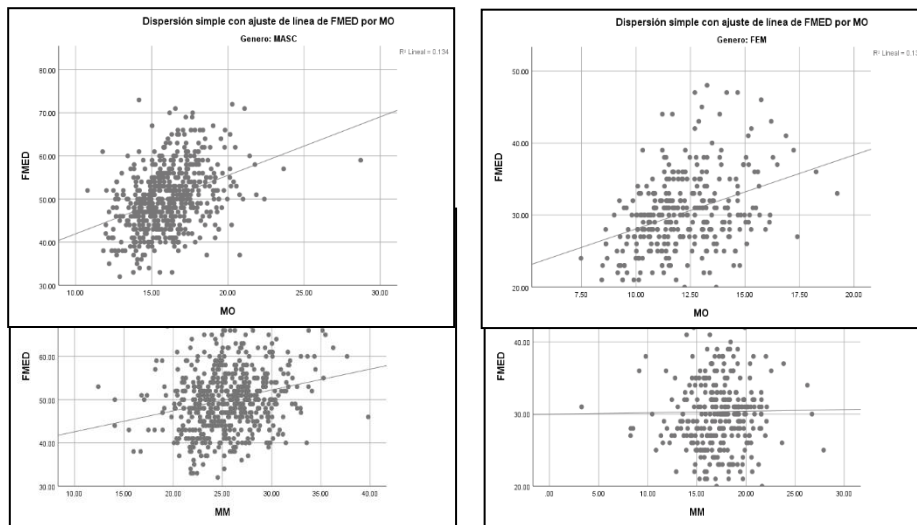 Dispersión simple con ajuste de línea de FMED por MO
Genero: MASC
R² Lineal = 0.134
80.00
70.00
60.00
50.00
40.00
30.00
FMED
10.00 15.00 20.00 25.00 30.00
MO
Dispersión simple con ajuste de línea de FMED por MO
Genero: FEM
R² Lineal =
50.00
40.00
30.00
20.00
FMED
7.50 10.00 12.50 15.00 17.50 20.00
MO
60.00
50.00
40.00
30.00
FMED
10.00 15.00 20.00 25.00 30.00 35.00 40.00
MM
40.00
30.00
20.00
FMED
.00 5.00 10.00 15.00 20.00 25.00 30.00
MM